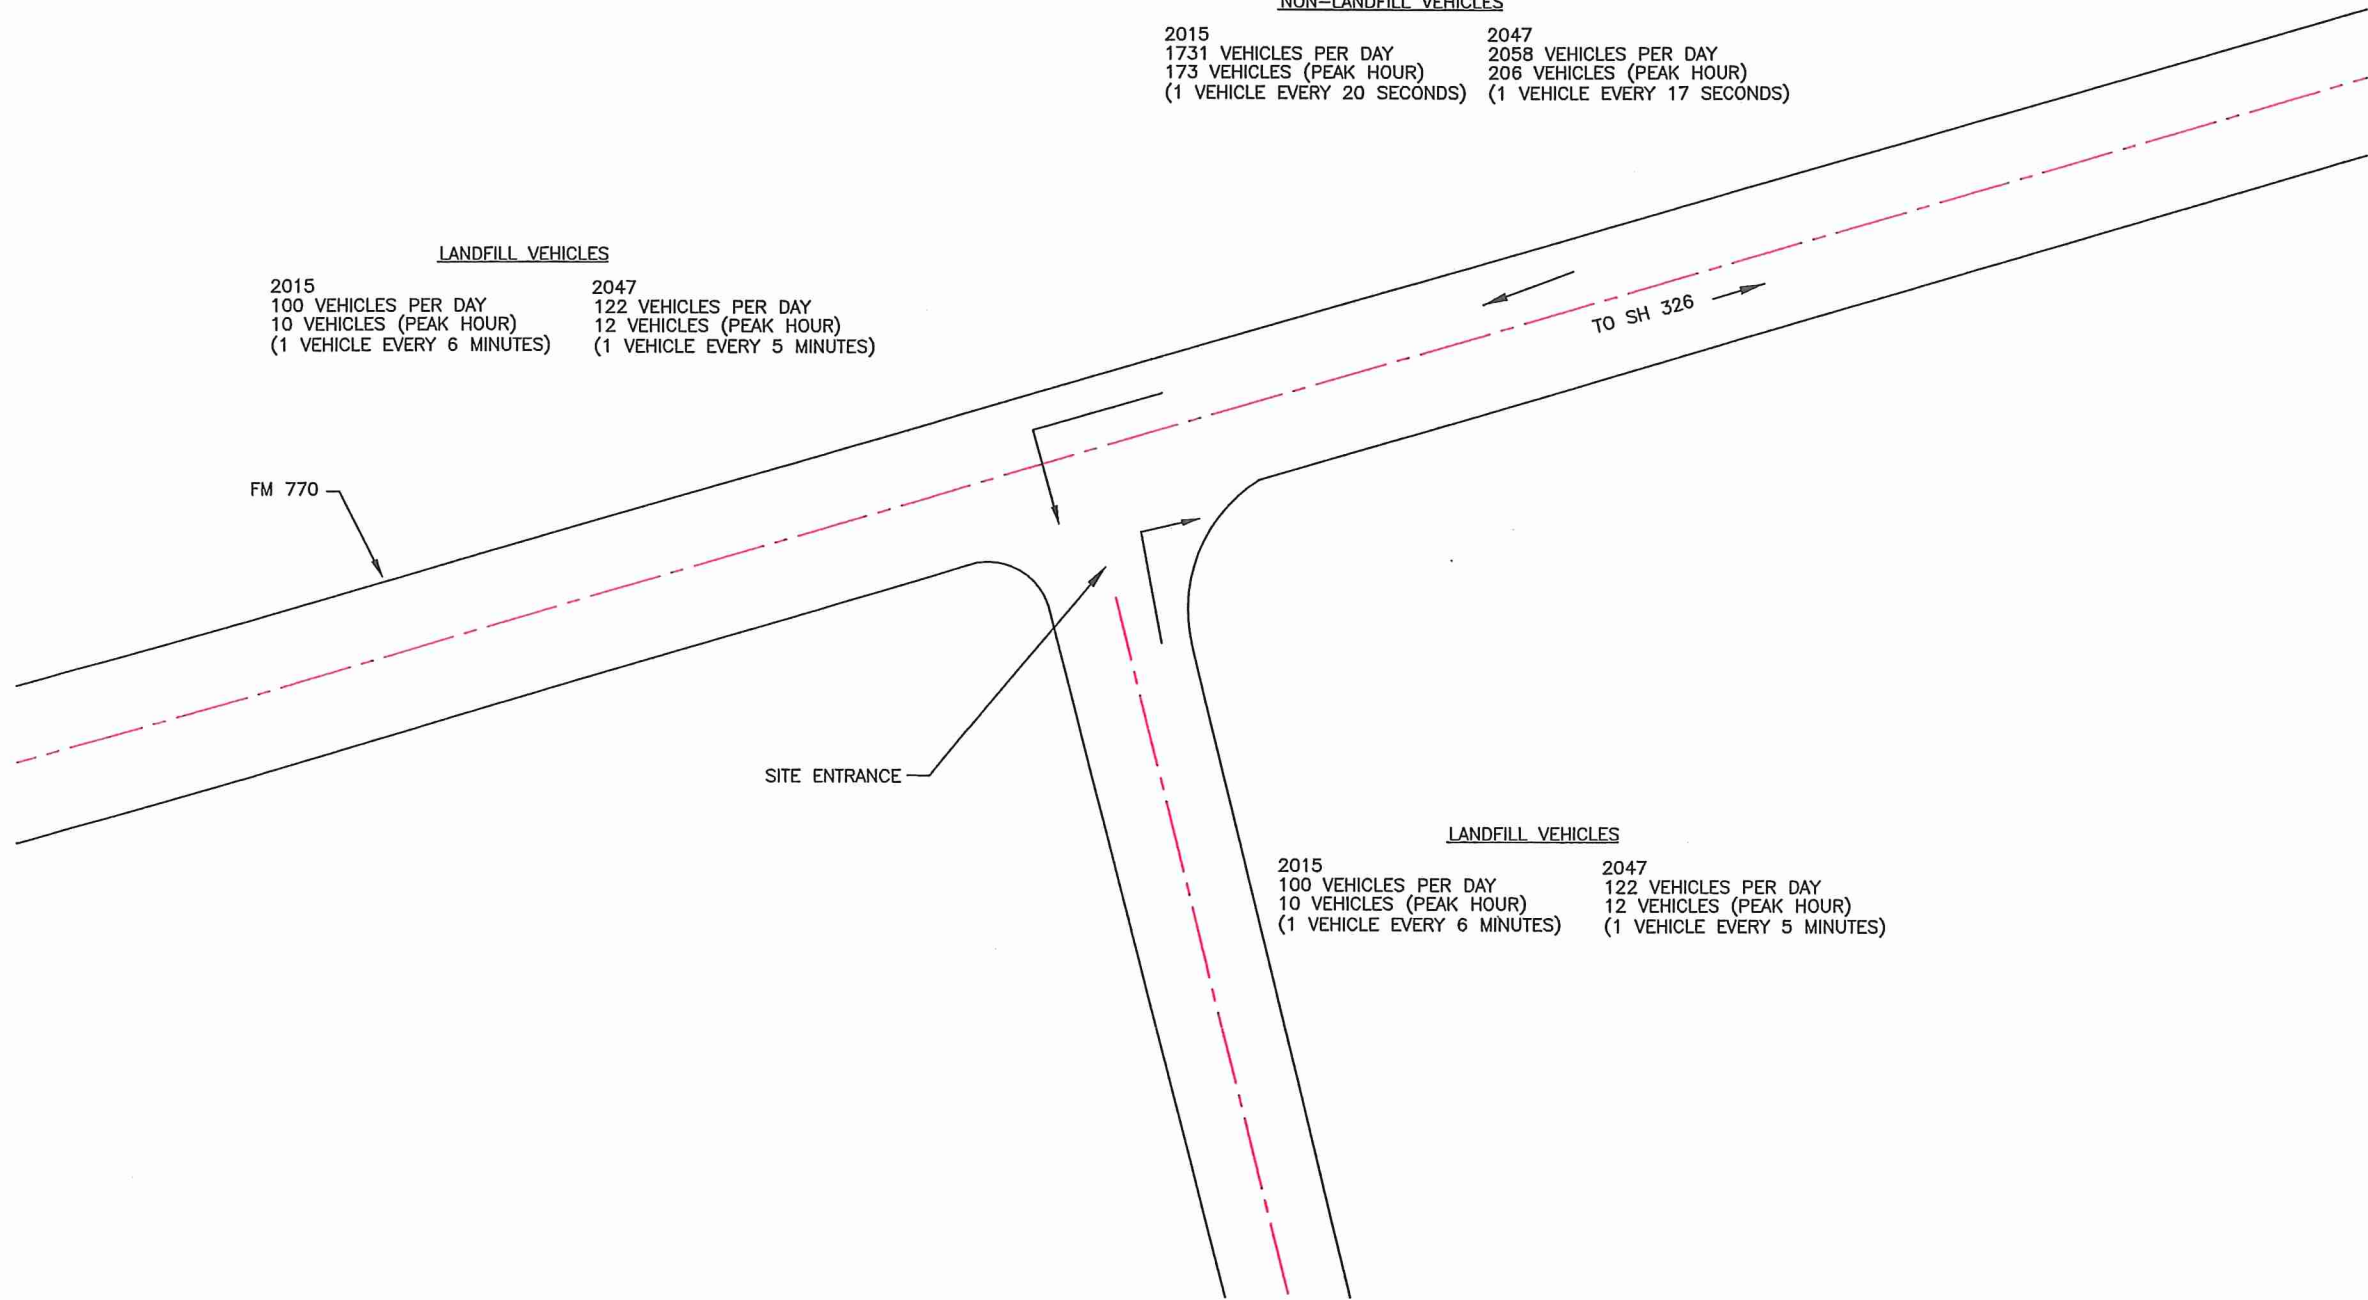 NON-LANDFILL VEHICLES
2015
1731 VEHICLES PER DAY
173 VEHICLES (PEAK HOUR)
(1 VEHICLE EVERY 20 SECONDS)
2047
2058 VEHICLES PER DAY
206 VEHICLES (PEAK HOUR)
(1 VEHICLE EVERY 17 SECONDS)
LANDFILL VEHICLES
2015
100 VEHICLES PER DAY
10 VEHICLES (PEAK HOUR)
(1 VEHICLE EVERY 6 MINUTES)
2047
122 VEHICLES PER DAY
12 VEHICLES (PEAK HOUR)
(1 VEHICLE EVERY 5 MINUTES)
TO SH 326
FM 770
SITE ENTRANCE
LANDFILL VEHICLES
2015
100 VEHICLES PER DAY
10 VEHICLES (PEAK HOUR)
(1 VEHICLE EVERY 6 MINUTES)
2047
122 VEHICLES PER DAY
12 VEHICLES (PEAK HOUR)
(1 VEHICLE EVERY 5 MINUTES)